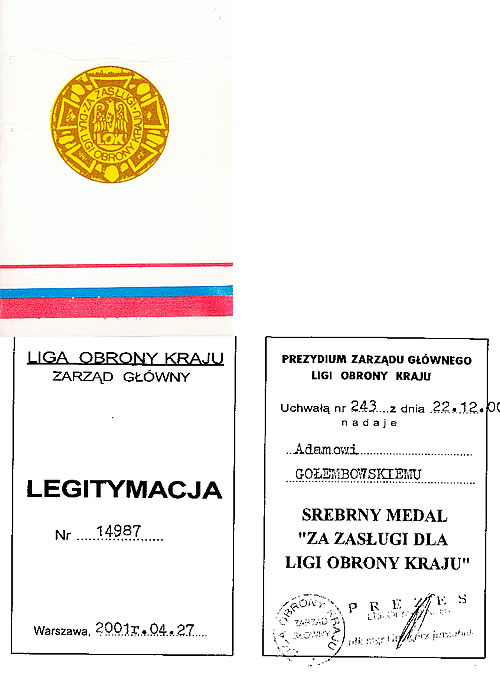 ZA ZASŁUGI
DLA LIGI OBRONY KRAJU
LOK
LIGA OBRONY KRAJU
ZARZĄD GŁÓWNY
LEGITYMACJA
Nr ....14987....
Warszawa, 2001r.04.27...
PREZYDIUM ZARZĄDU GŁÓWNEGO
LIGI OBRONY KRAJU
Uchwałą nr 243...z dnia 22.12.00
nadaje
Adamowi
GOŁEMBOWSKIEMU
SREBRNY MEDAL
"ZA ZASŁUGI DLA
LIGI OBRONY KRAJU"
LIGA OBRONY KRAJU
ZARZĄD
GŁÓWNY
PREZES